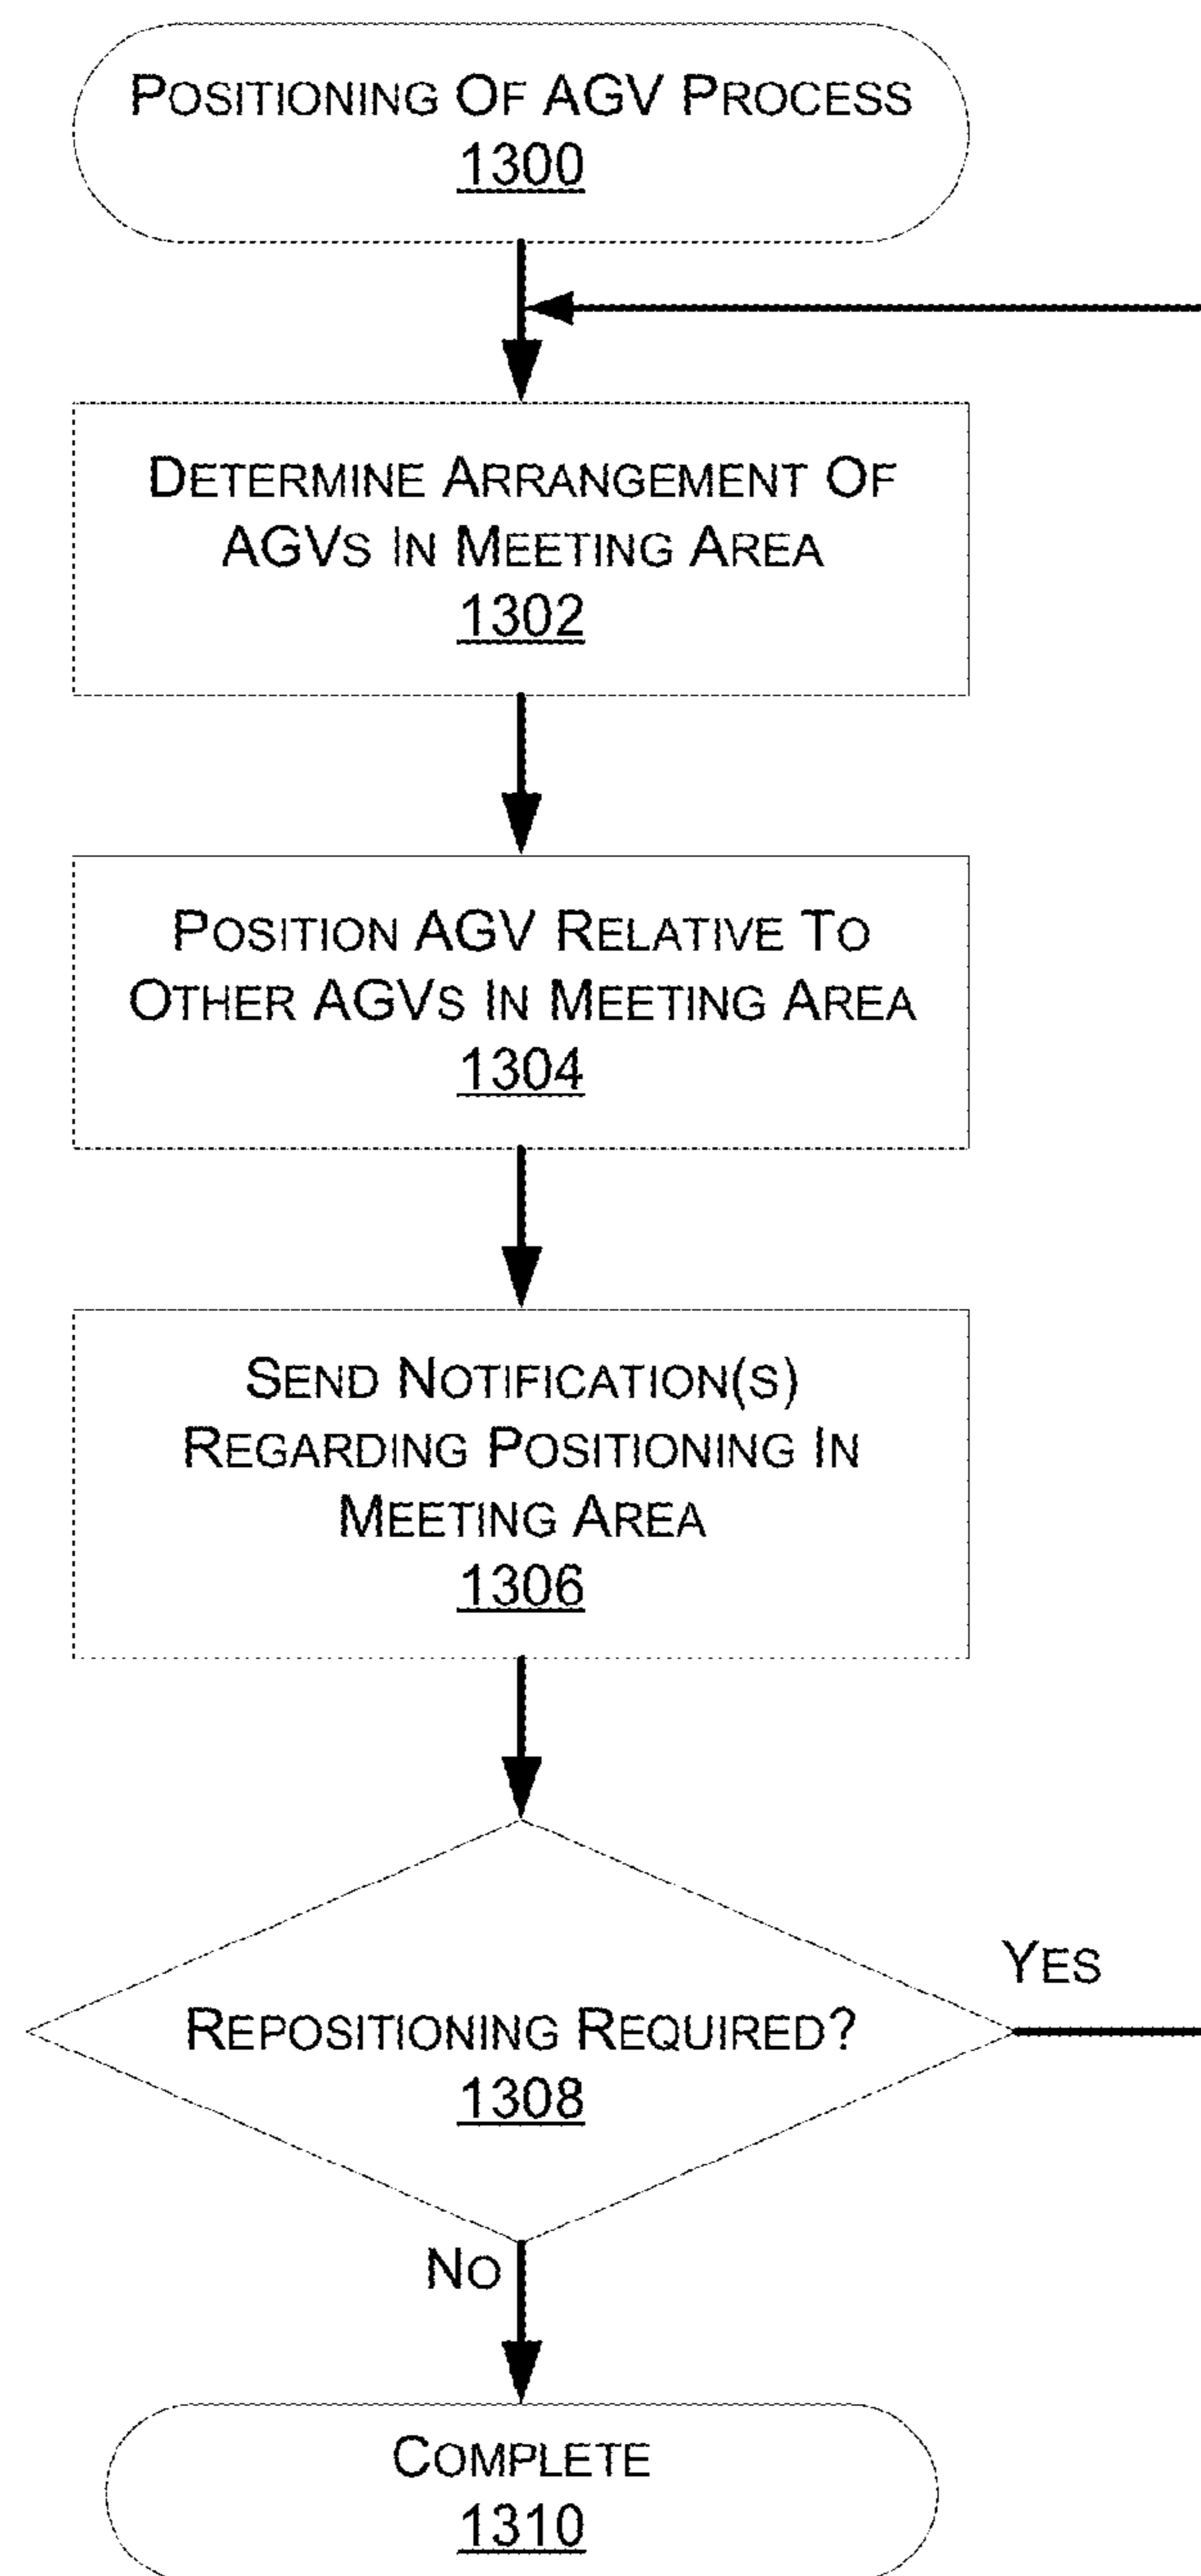 POSITIONING OF AGV PROCESS
1300
DETERMINE ARRANGEMENT OF
AGVS IN MEETING AREA
1302
POSITION AGV RELATIVE TO
OTHER AGVS IN MEETING AREA
1304
SEND NOTIFICATION(S)
REGARDING POSITIONING IN
MEETING AREA
1306
REPOSITIONING REQUIRED?
1308
YES
NO
COMPLETE
1310